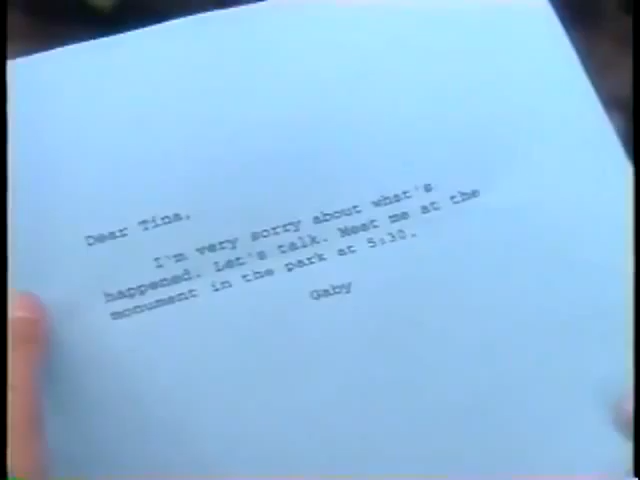 Dear Tina,
I'm very sorry about what's
happened. Let's talk. Meet me at the
monument in the park at 5:30.
Gaby